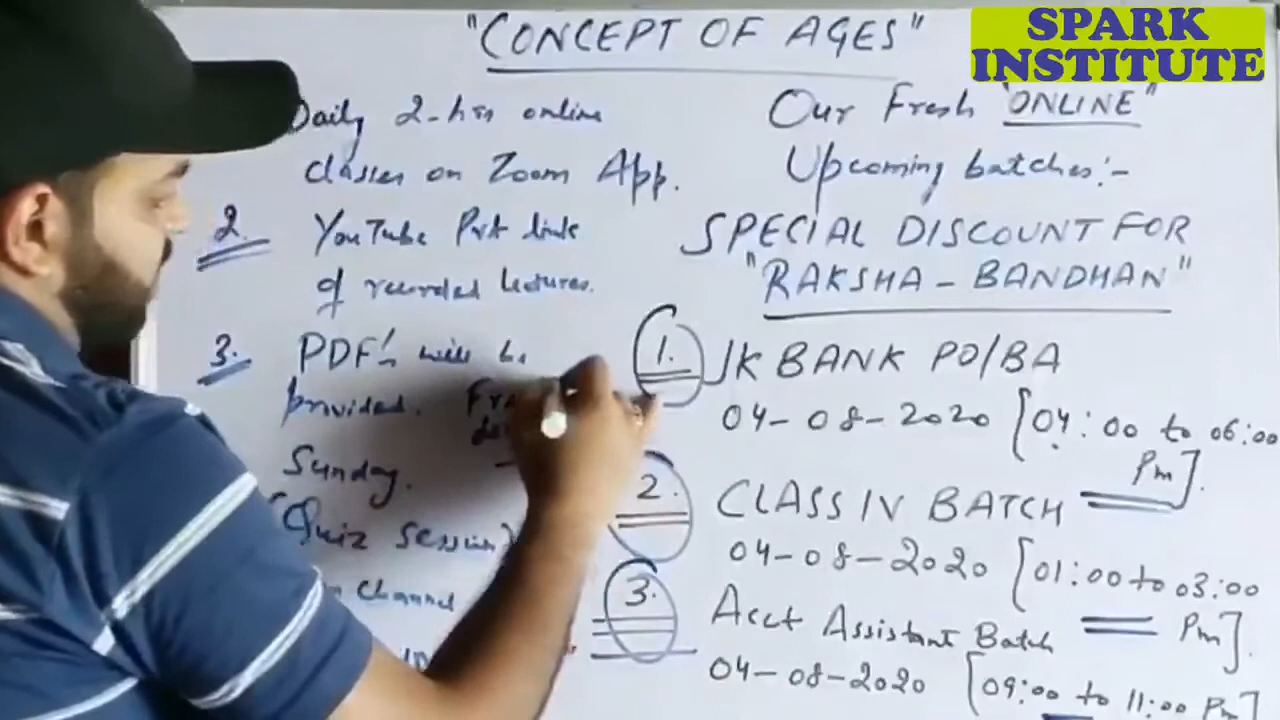 "CONCEPT OF AGES"
SPARK
INSTITUTE
Daily 2-hrs online
classes on Zoom App.
2. YouTube Pvt link
of recorded lectures.
3. PDF's will be
provided.
Sunday.
(Quiz Session)
Channel
Our Fresh "ONLINE"
Upcoming batches:-
SPECIAL DISCOUNT FOR
"RAKSHA - BANDHAN"
1. JK BANK PO/BA
04-08-2020 [04:00 to 06:00
Pm].
2. CLASS IV BATCH
04-08-2020 [01:00 to 03:00
Pm].
3. Acct Assistant Batch
04-08-2020 [09:00 to 11:00 Pm]